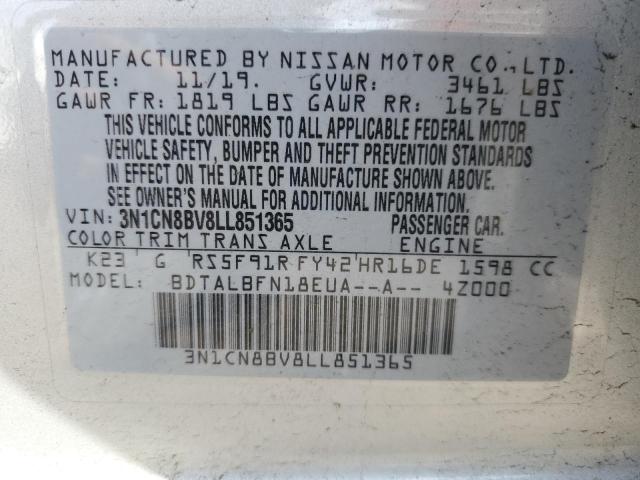 MANUFACTURED BY NISSAN MOTOR CO.,LTD.
DATE: 11/19. GVWR: 3461 LBS
GAWR FR: 1819 LBS GAWR RR: 1676 LBS
THIS VEHICLE CONFORMS TO ALL APPLICABLE FEDERAL MOTOR
VEHICLE SAFETY, BUMPER AND THEFT PREVENTION STANDARDS
IN EFFECT ON THE DATE OF MANUFACTURE SHOWN ABOVE.
SEE OWNER'S MANUAL FOR ADDITIONAL INFORMATION.
VIN: 3N1CN8BV8LL851365 PASSENGER CAR.
COLOR TRIM TRANS AXLE ENGINE
K23 G RS5F91R FY42 HR16DE 1598 CC
MODEL: BDTALBFN18EUA--A-- 4Z000
3N1CN8BV8LL851365